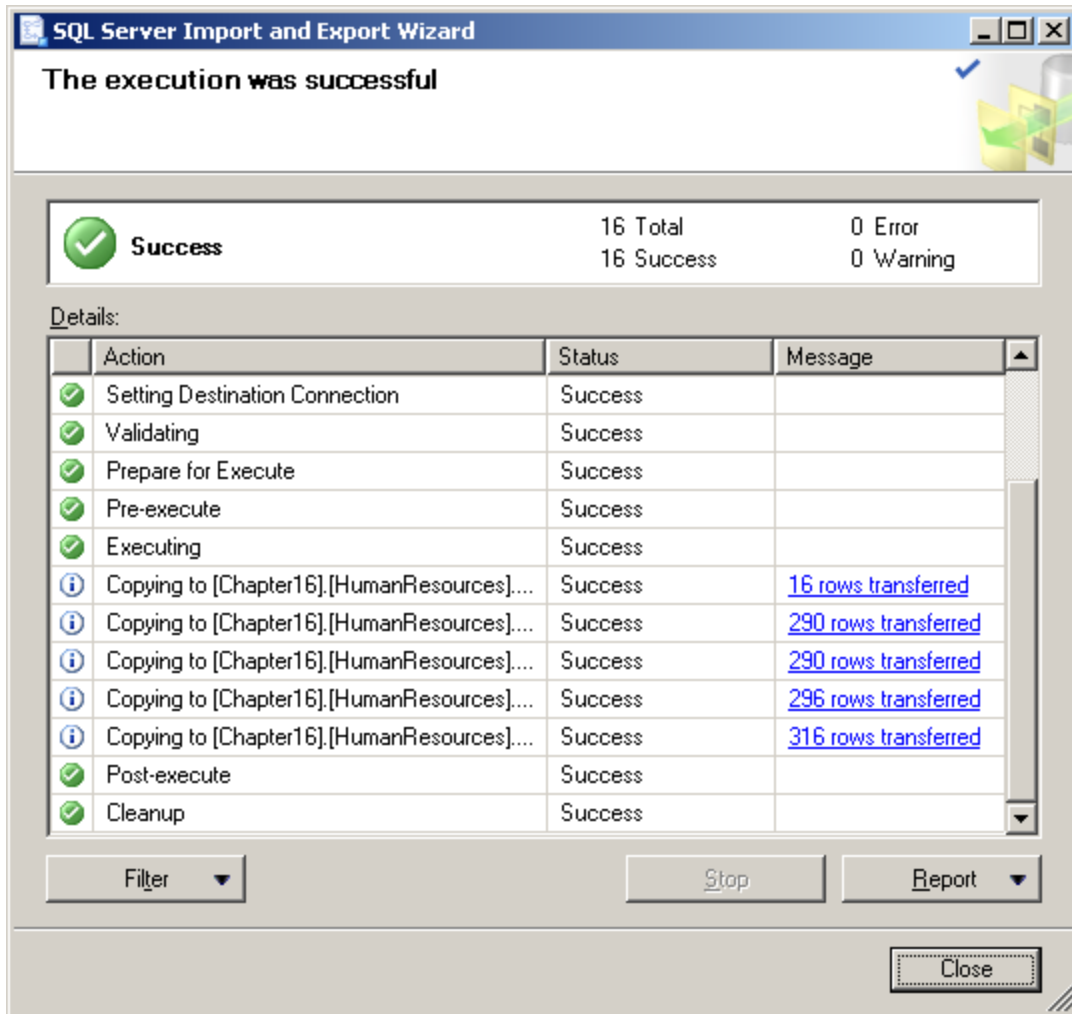 SQL Server Import and Export Wizard
The execution was successful
Success
16 Total
0 Error
16 Success
0 Warning
Details:
Action Status Message
Setting Destination Connection Success
Validating Success
Prepare for Execute Success
Pre-execute Success
Executing Success
Copying to [Chapter16].[HumanResources].... Success 16 rows transferred
Copying to [Chapter16].[HumanResources].... Success 290 rows transferred
Copying to [Chapter16].[HumanResources].... Success 290 rows transferred
Copying to [Chapter16].[HumanResources].... Success 296 rows transferred
Copying to [Chapter16].[HumanResources].... Success 316 rows transferred
Post-execute Success
Cleanup Success
Filter Stop Report
Close